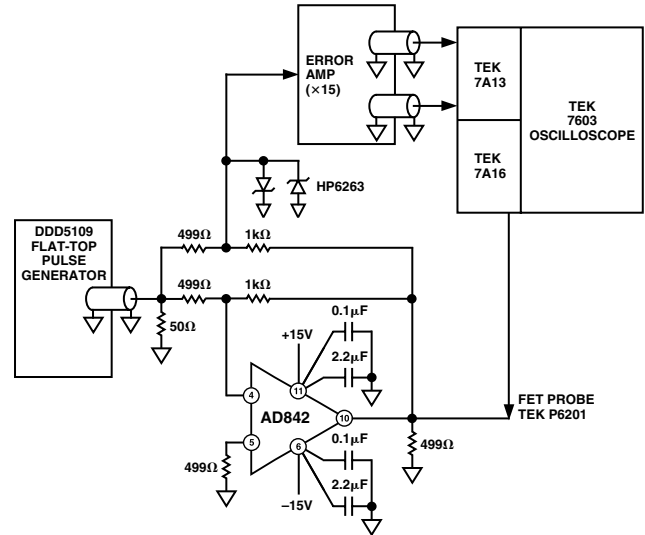 ERROR
AMP
(×15)
TEK
7A13
TEK
7603
OSCILLOSCOPE
TEK
7A16
HP6263
DDD5109
FLAT-TOP
PULSE
GENERATOR
499Ω
1kΩ
499Ω
1kΩ
50Ω
0.1μF
+15V
2.2μF
11
4
AD842
10
FET PROBE
TEK P6201
5
6
0.1μF
499Ω
499Ω
2.2μF
–15V